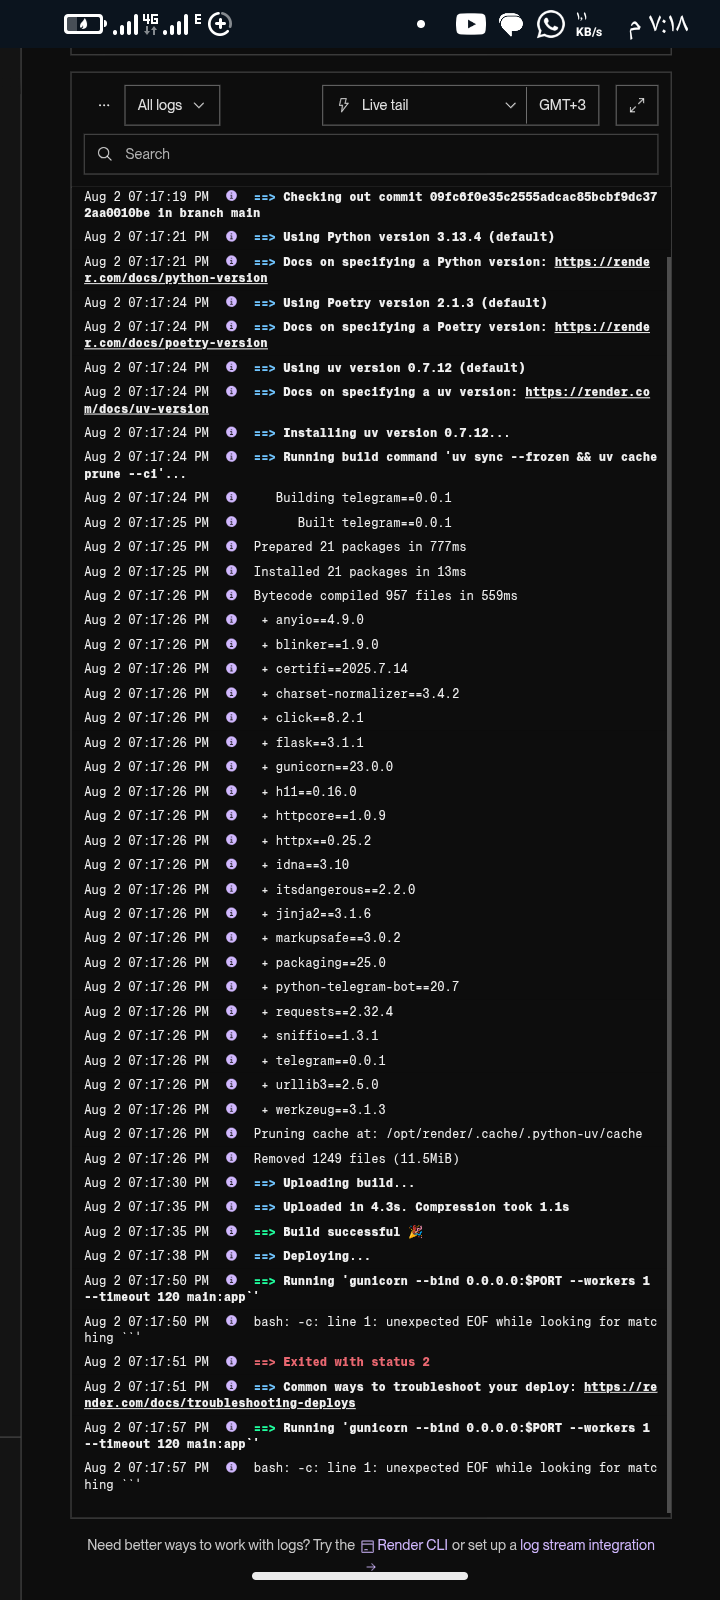 4G
E
١,١
KB/s
٧:١٨ م
... All logs
Live tail
GMT+3
Search
Aug 2 07:17:19 PM ==> Checking out commit 09fc6f0e35c2555adcac85bcbf9dc37
2aa0010be in branch main
Aug 2 07:17:21 PM ==> Using Python version 3.13.4 (default)
Aug 2 07:17:21 PM ==> Docs on specifying a Python version: https://rende
r.com/docs/python-version
Aug 2 07:17:24 PM ==> Using Poetry version 2.1.3 (default)
Aug 2 07:17:24 PM ==> Docs on specifying a Poetry version: https://rende
r.com/docs/poetry-version
Aug 2 07:17:24 PM ==> Using uv version 0.7.12 (default)
Aug 2 07:17:24 PM ==> Docs on specifying a uv version: https://render.co
m/docs/uv-version
Aug 2 07:17:24 PM ==> Installing uv version 0.7.12...
Aug 2 07:17:24 PM ==> Running build command 'uv sync --frozen && uv cache
prune --ci'...
Aug 2 07:17:24 PM Building telegram==0.0.1
Aug 2 07:17:25 PM Built telegram==0.0.1
Aug 2 07:17:25 PM Prepared 21 packages in 777ms
Aug 2 07:17:25 PM Installed 21 packages in 13ms
Aug 2 07:17:26 PM Bytecode compiled 957 files in 559ms
Aug 2 07:17:26 PM + anyio==4.9.0
Aug 2 07:17:26 PM + blinker==1.9.0
Aug 2 07:17:26 PM + certifi==2025.7.14
Aug 2 07:17:26 PM + charset-normalizer==3.4.2
Aug 2 07:17:26 PM + click==8.2.1
Aug 2 07:17:26 PM + flask==3.1.1
Aug 2 07:17:26 PM + gunicorn==23.0.0
Aug 2 07:17:26 PM + h11==0.16.0
Aug 2 07:17:26 PM + httpcore==1.0.9
Aug 2 07:17:26 PM + httpx==0.25.2
Aug 2 07:17:26 PM + idna==3.10
Aug 2 07:17:26 PM + itsdangerous==2.2.0
Aug 2 07:17:26 PM + jinja2==3.1.6
Aug 2 07:17:26 PM + markupsafe==3.0.2
Aug 2 07:17:26 PM + packaging==25.0
Aug 2 07:17:26 PM + python-telegram-bot==20.7
Aug 2 07:17:26 PM + requests==2.32.4
Aug 2 07:17:26 PM + sniffio==1.3.1
Aug 2 07:17:26 PM + telegram==0.0.1
Aug 2 07:17:26 PM + urllib3==2.5.0
Aug 2 07:17:26 PM + werkzeug==3.1.3
Aug 2 07:17:26 PM Pruning cache at: /opt/render/.cache/.python-uv/cache
Aug 2 07:17:26 PM Removed 1249 files (11.5MiB)
Aug 2 07:17:30 PM ==> Uploading build...
Aug 2 07:17:35 PM ==> Uploaded in 4.3s. Compression took 1.1s
Aug 2 07:17:35 PM ==> Build successful 🎉
Aug 2 07:17:38 PM ==> Deploying...
Aug 2 07:17:50 PM ==> Running 'gunicorn --bind 0.0.0.0:$PORT --workers 1
--timeout 120 main:app`'
Aug 2 07:17:50 PM bash: -c: line 1: unexpected EOF while looking for matc
hing ``'
Aug 2 07:17:51 PM ==> Exited with status 2
Aug 2 07:17:51 PM ==> Common ways to troubleshoot your deploy: https://re
nder.com/docs/troubleshooting-deploys
Aug 2 07:17:57 PM ==> Running 'gunicorn --bind 0.0.0.0:$PORT --workers 1
--timeout 120 main:app`'
Aug 2 07:17:57 PM bash: -c: line 1: unexpected EOF while looking for matc
hing ``'
Need better ways to work with logs? Try the Render CLI or set up a log stream integration
→